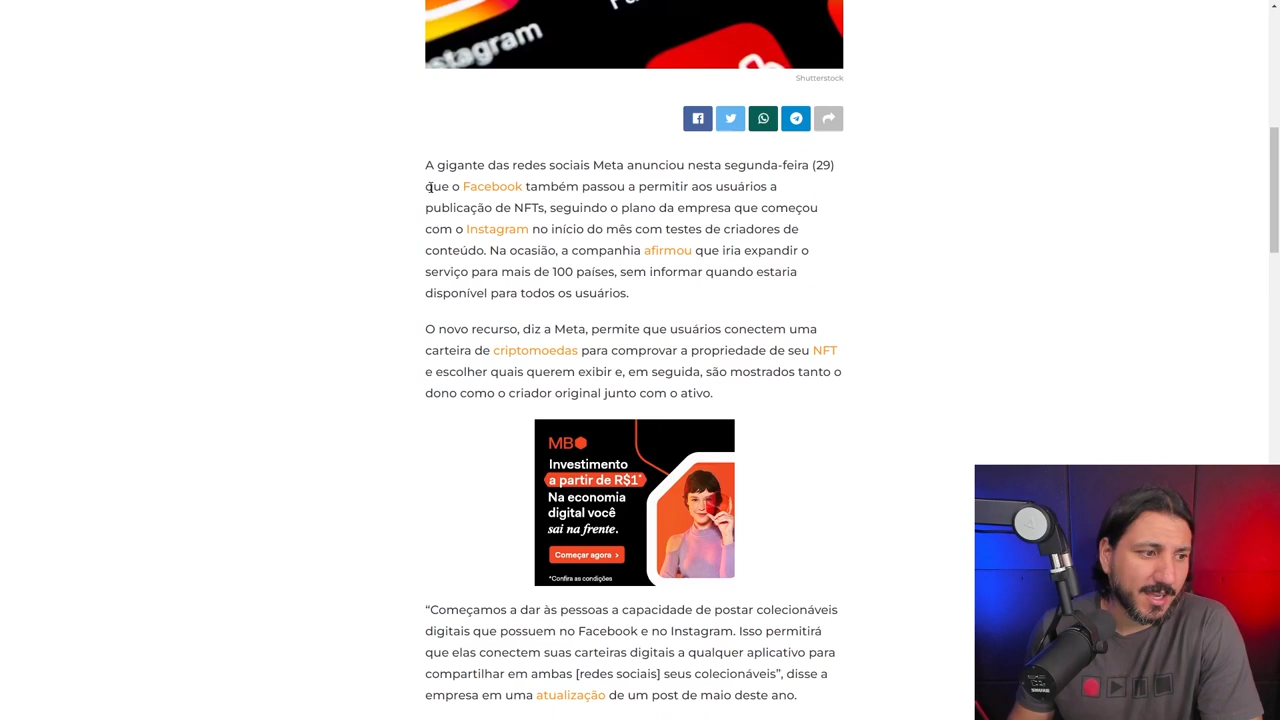 stagram
Shutterstock
A gigante das redes sociais Meta anunciou nesta segunda-feira (29)
que o Facebook também passou a permitir aos usuários a
publicação de NFTs, seguindo o plano da empresa que começou
com o Instagram no início do mês com testes de criadores de
conteúdo. Na ocasião, a companhia afirmou que iria expandir o
serviço para mais de 100 países, sem informar quando estaria
disponível para todos os usuários.
O novo recurso, diz a Meta, permite que usuários conectem uma
carteira de criptomoedas para comprovar a propriedade de seu NFT
e escolher quais querem exibir e, em seguida, são mostrados tanto o
dono como o criador original junto com o ativo.
MB
Investimento
a partir de R$1*
Na economia
digital você
sai na frente.
Começar agora >
*Confira as condições
“Começamos a dar às pessoas a capacidade de postar colecionáveis
digitais que possuem no Facebook e no Instagram. Isso permitirá
que elas conectem suas carteiras digitais a qualquer aplicativo para
compartilhar em ambas [redes sociais] seus colecionáveis”, disse a
empresa em uma atualização de um post de maio deste ano.